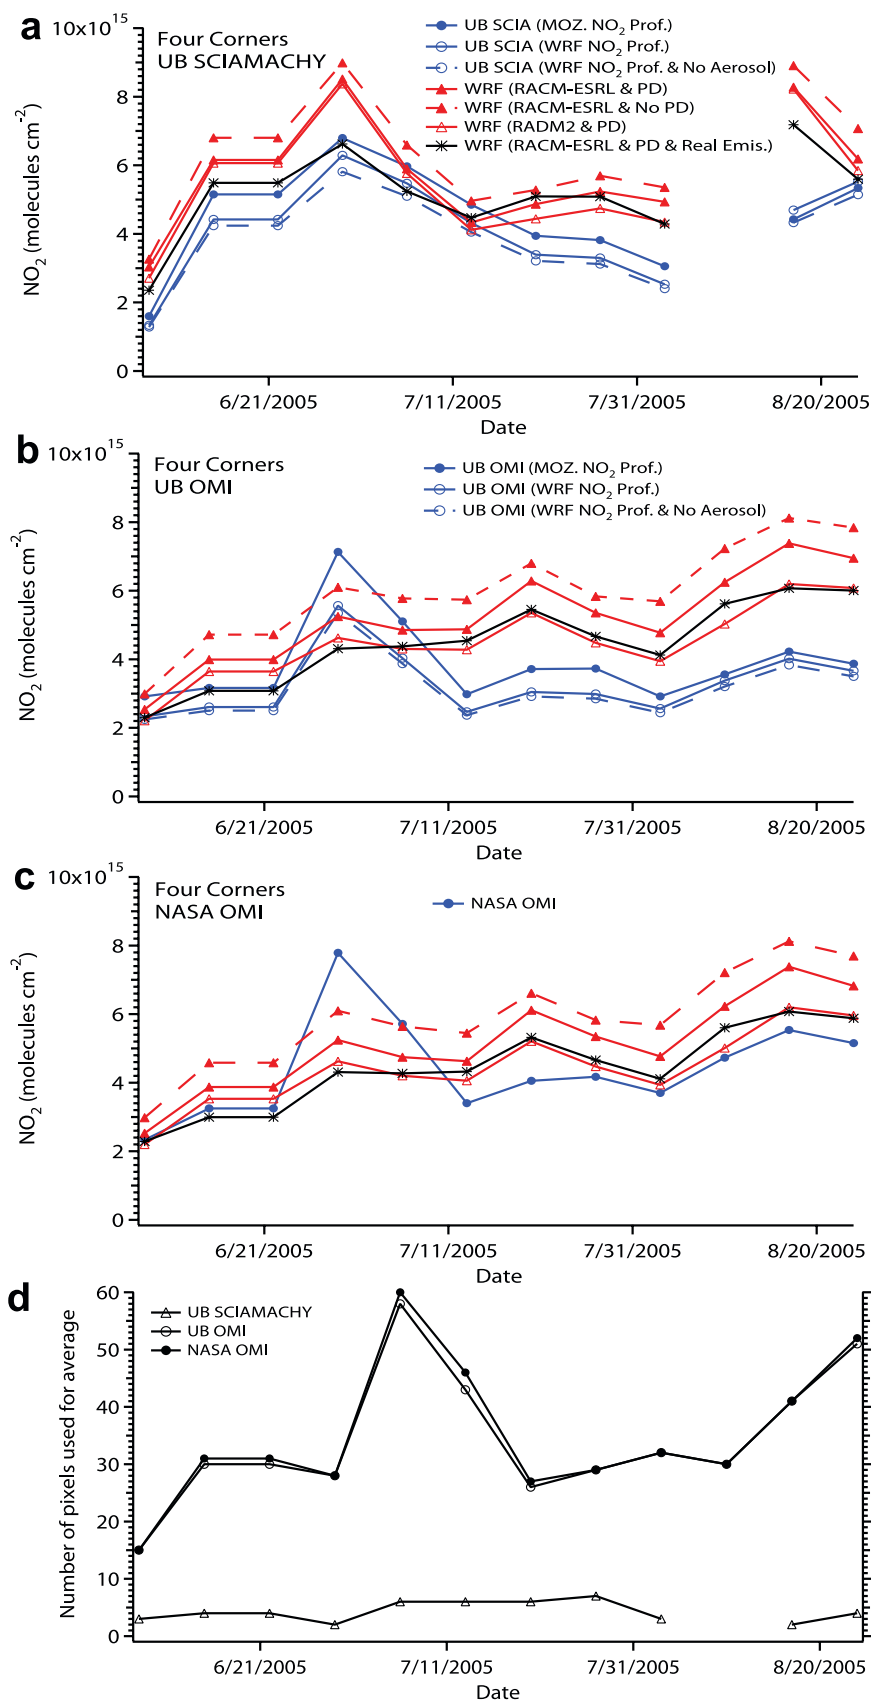 a
10x10^15
Four Corners
UB SCIAMACHY
UB SCIA (MOZ. NO2 Prof.)
UB SCIA (WRF NO2 Prof.)
UB SCIA (WRF NO2 Prof. & No Aerosol)
WRF (RACM-ESRL & PD)
WRF (RACM-ESRL & No PD)
WRF (RADM2 & PD)
WRF (RACM-ESRL & PD & Real Emis.)
NO2 (molecules cm^-2)
8
6
4
2
0
6/21/2005 7/11/2005 7/31/2005 8/20/2005
Date
b
10x10^15
Four Corners
UB OMI
UB OMI (MOZ. NO2 Prof.)
UB OMI (WRF NO2 Prof.)
UB OMI (WRF NO2 Prof. & No Aerosol)
NO2 (molecules cm^-2)
8
6
4
2
0
6/21/2005 7/11/2005 7/31/2005 8/20/2005
Date
c
10x10^15
Four Corners
NASA OMI
NASA OMI
NO2 (molecules cm^-2)
8
6
4
2
0
6/21/2005 7/11/2005 7/31/2005 8/20/2005
Date
d
UB SCIAMACHY
UB OMI
NASA OMI
Number of pixels used for average
60
50
40
30
20
10
0
6/21/2005 7/11/2005 7/31/2005 8/20/2005
Date